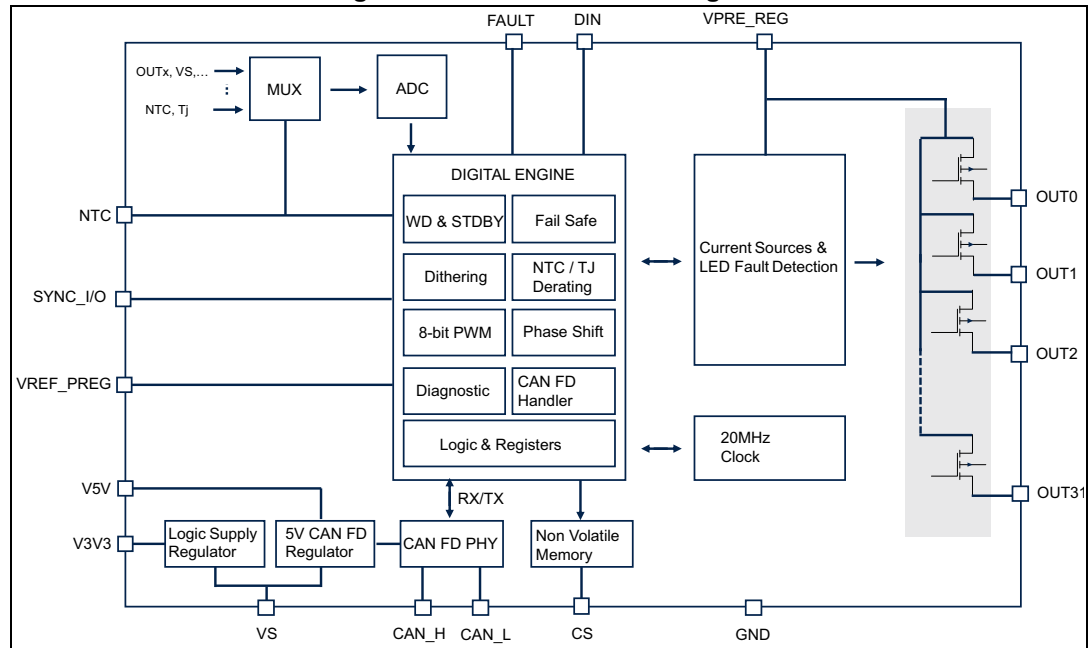 FAULT DIN VPRE_REG
OUTx, VS,...
NTC, Tj
MUX
ADC
DIGITAL ENGINE
WD & STDBY
Fail Safe
Dithering
NTC / TJ
Derating
8-bit PWM
Phase Shift
Diagnostic
CAN FD
Handler
Logic & Registers
Current Sources &
LED Fault Detection
20MHz
Clock
OUT0
OUT1
OUT2
OUT31
NTC
SYNC_I/O
VREF_PREG
V5V
V3V3
Logic Supply
Regulator
5V CAN FD
Regulator
RX/TX
CAN FD PHY
Non Volatile
Memory
VS
CAN_H
CAN_L
CS
GND